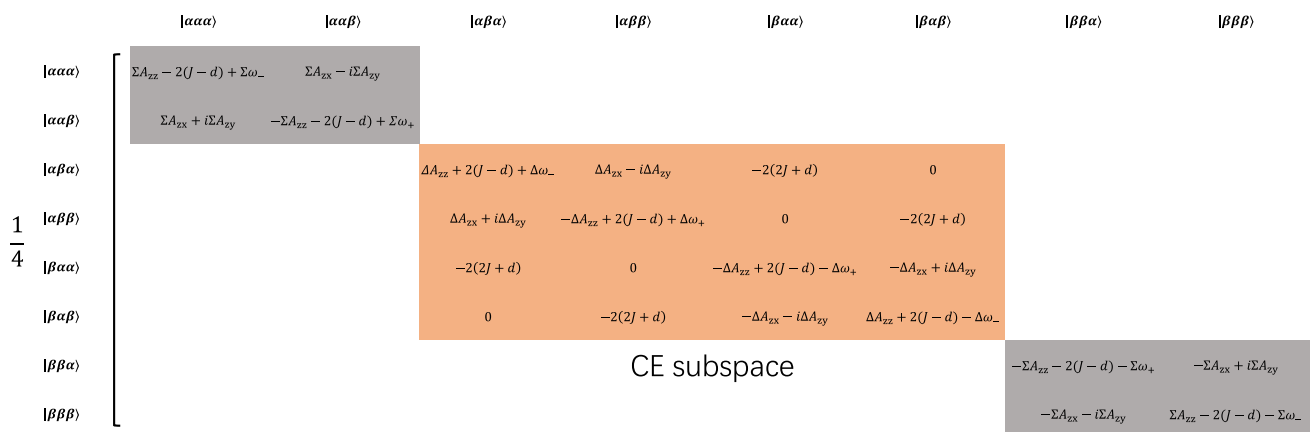 |ααα⟩ |ααβ⟩ |αβα⟩ |αββ⟩ |βαα⟩ |βαβ⟩ |ββα⟩ |βββ⟩
|ααα⟩ ΣA_zz − 2(J − d) + Σω_− ΣA_zx − iΣA_zy
|ααβ⟩ ΣA_zx + iΣA_zy −ΣA_zz − 2(J − d) + Σω_+
|αβα⟩ ΔA_zz + 2(J − d) + Δω_− ΔA_zx − iΔA_zy −2(2J + d) 0
|αββ⟩ ΔA_zx + iΔA_zy −ΔA_zz + 2(J − d) + Δω_+ 0 −2(2J + d)
1/4
|βαα⟩ −2(2J + d) 0 −ΔA_zz + 2(J − d) − Δω_+ −ΔA_zx + iΔA_zy
|βαβ⟩ 0 −2(2J + d) −ΔA_zx − iΔA_zy ΔA_zz + 2(J − d) − Δω_−
|ββα⟩ CE subspace −ΣA_zz − 2(J − d) − Σω_+ −ΣA_zx + iΣA_zy
|βββ⟩ −ΣA_zx − iΣA_zy ΣA_zz − 2(J − d) − Σω_−